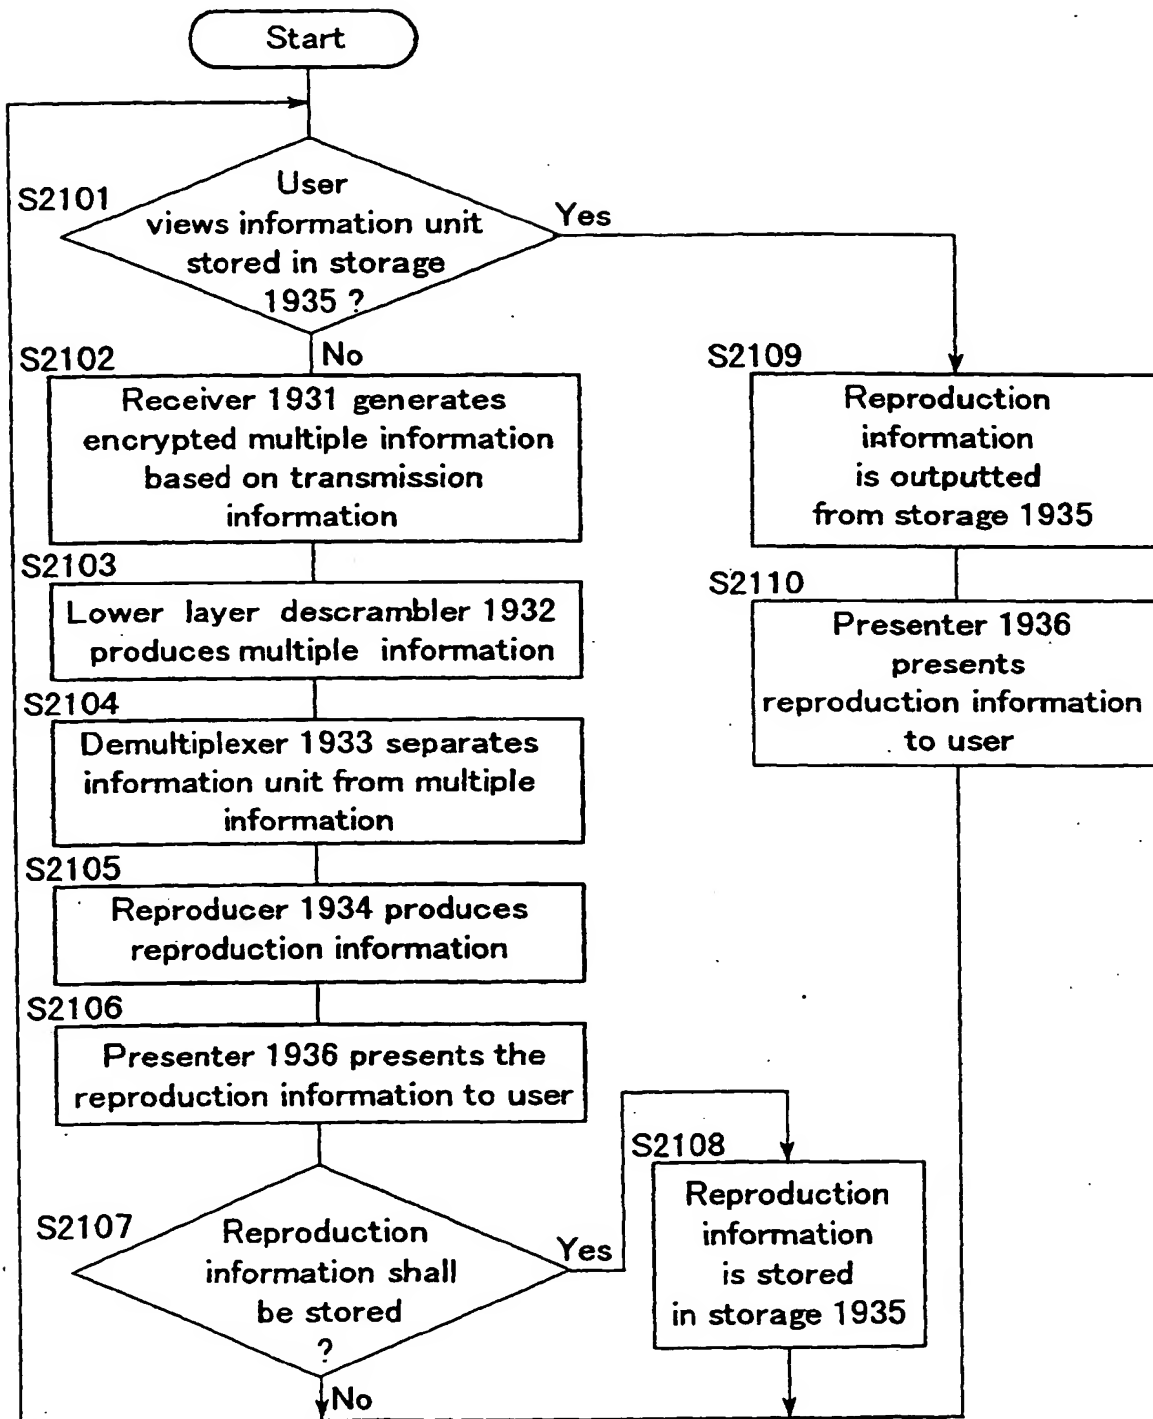 Start
S2101
User
views information unit
stored in storage
1935 ?
Yes
No
S2102
Receiver 1931 generates
encrypted multiple information
based on transmission
information
S2103
Lower layer descrambler 1932
produces multiple information
S2104
Demultiplexer 1933 separates
information unit from multiple
information
S2105
Reproducer 1934 produces
reproduction information
S2106
Presenter 1936 presents the
reproduction information to user
S2107
Reproduction
information shall
be stored
?
Yes
No
S2108
Reproduction
information
is stored
in storage 1935
S2109
Reproduction
information
is outputted
from storage 1935
S2110
Presenter 1936
presents
reproduction information
to user